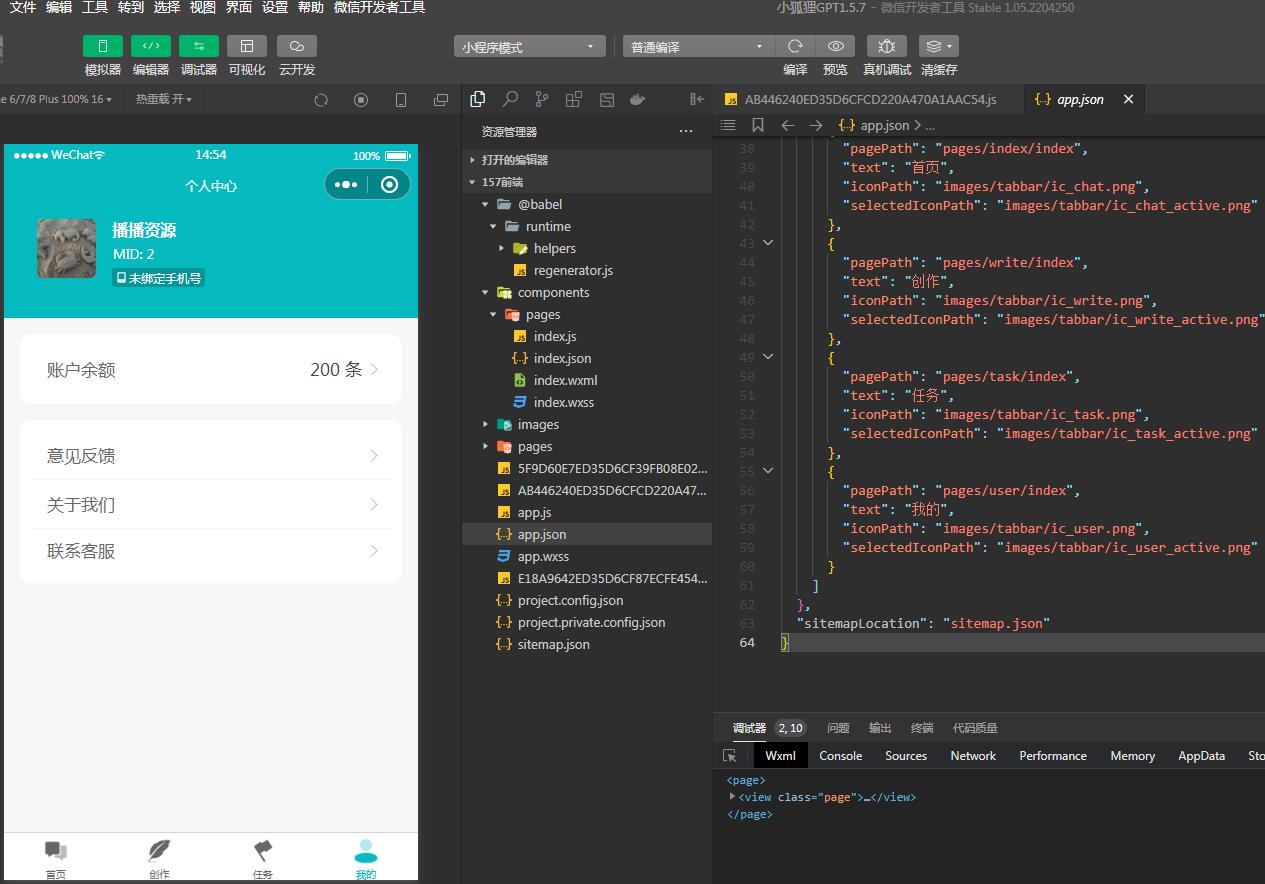 文件 编辑 工具 转到 选择 视图 界面 设置 帮助 微信开发者工具
小狐狸GPT1.5.7 - 微信开发者工具 Stable 1.05.2204250
小程序模式
普通编译
模拟器 编辑器 调试器 可视化 云开发
编译 预览 真机调试 清缓存
e 6/7/8 Plus 100% 16
热重载 开
WeChat
14:54
100%
个人中心
播播资源
MID: 2
未绑定手机号
账户余额
200 条
意见反馈
关于我们
联系客服
首页
创作
任务
我的
资源管理器
打开的编辑器
157前端
@babel
runtime
helpers
regenerator.js
components
pages
index.js
index.json
index.wxml
index.wxss
images
pages
5F9D60E7ED35D6CF39FB08E02...
AB446240ED35D6CFCD220A47...
app.js
app.json
app.wxss
E18A9642ED35D6CF87ECFE454...
project.config.json
project.private.config.json
sitemap.json
AB446240ED35D6CFCD220A470A1AAC54.js
app.json
app.json > ...
38 "pagePath": "pages/index/index",
39 "text": "首页",
40 "iconPath": "images/tabbar/ic_chat.png",
41 "selectedIconPath": "images/tabbar/ic_chat_active.png"
42 },
43 {
44 "pagePath": "pages/write/index",
45 "text": "创作",
46 "iconPath": "images/tabbar/ic_write.png",
47 "selectedIconPath": "images/tabbar/ic_write_active.png"
48 },
49 {
50 "pagePath": "pages/task/index",
51 "text": "任务",
52 "iconPath": "images/tabbar/ic_task.png",
53 "selectedIconPath": "images/tabbar/ic_task_active.png"
54 },
55 {
56 "pagePath": "pages/user/index",
57 "text": "我的",
58 "iconPath": "images/tabbar/ic_user.png",
59 "selectedIconPath": "images/tabbar/ic_user_active.png"
60 }
61 ]
62 },
63 "sitemapLocation": "sitemap.json"
64 }
调试器 2, 10 问题 输出 终端 代码质量
Wxml Console Sources Network Performance Memory AppData Sto
<page>
<view class="page">…</view>
</page>